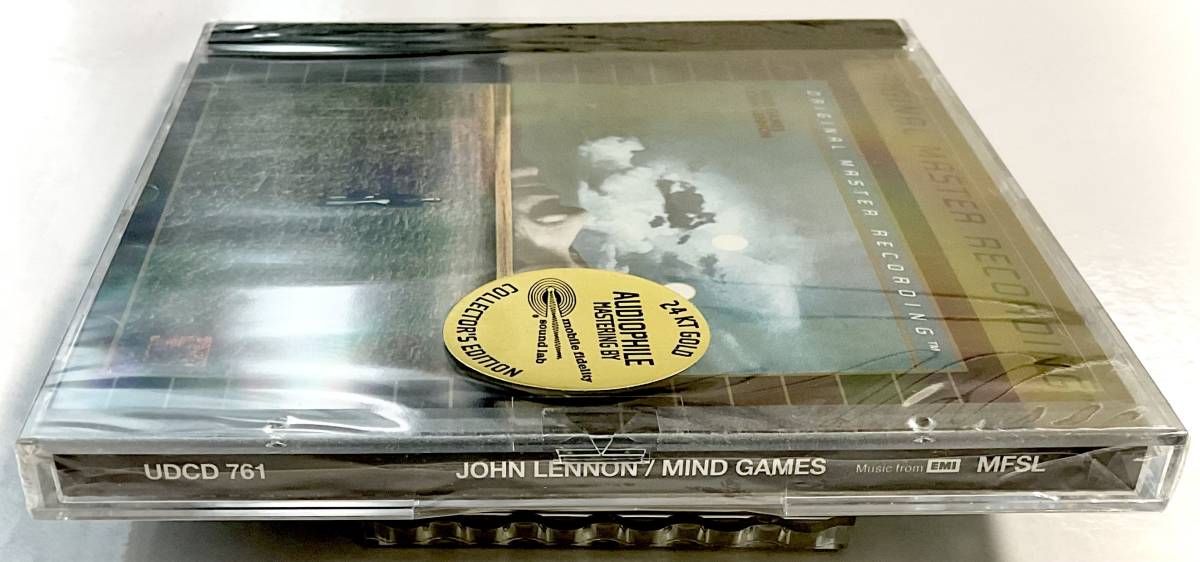 ORIGINAL MASTER RECORDING
ORIGINAL MASTER RECORDING™
24 KT GOLD
AUDIOPHILE
MASTERING BY
mobile fidelity
sound lab
COLLECTOR'S EDITION
UDCD 761
JOHN LENNON / MIND GAMES
Music from EMI
MFSL